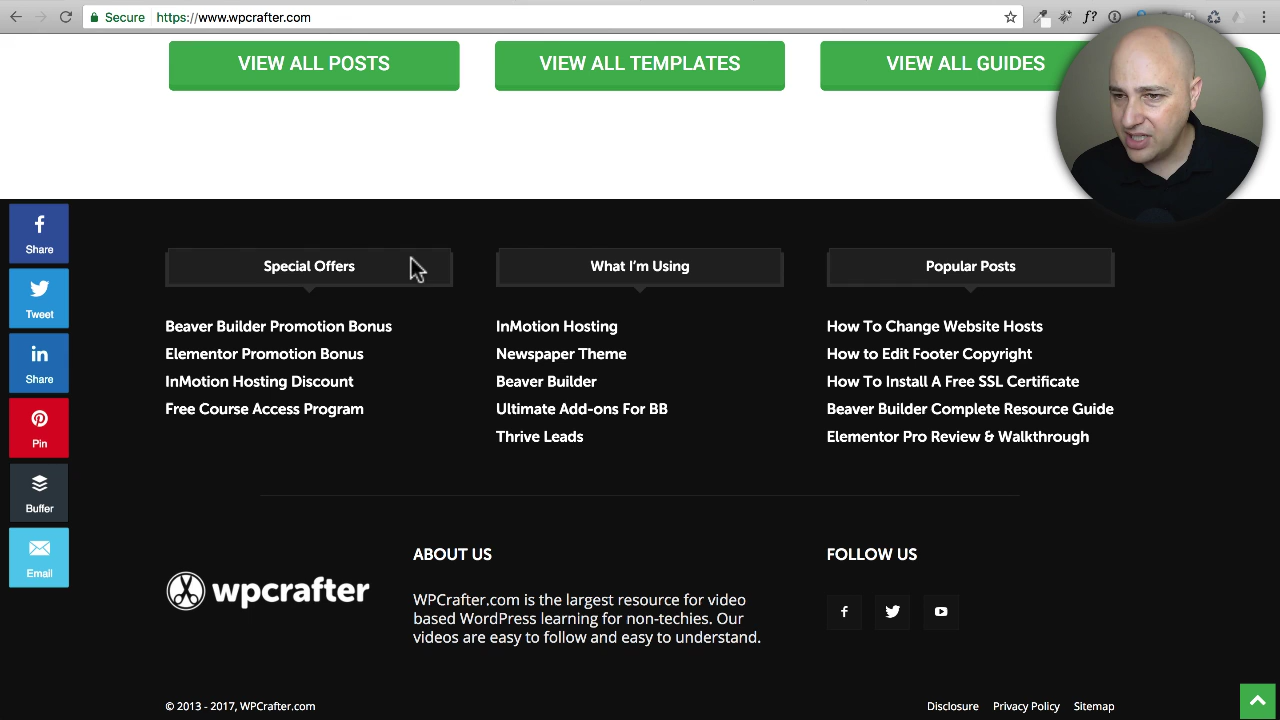 Secure
https://www.wpcrafter.com
f?
VIEW ALL POSTS
VIEW ALL TEMPLATES
VIEW ALL GUIDES
Share
Tweet
Share
Pin
Buffer
Email
Special Offers
Beaver Builder Promotion Bonus
Elementor Promotion Bonus
InMotion Hosting Discount
Free Course Access Program
What I'm Using
InMotion Hosting
Newspaper Theme
Beaver Builder
Ultimate Add-ons For BB
Thrive Leads
Popular Posts
How To Change Website Hosts
How to Edit Footer Copyright
How To Install A Free SSL Certificate
Beaver Builder Complete Resource Guide
Elementor Pro Review & Walkthrough
wpcrafter
ABOUT US
WPCrafter.com is the largest resource for video
based WordPress learning for non-techies. Our
videos are easy to follow and easy to understand.
FOLLOW US
© 2013 - 2017, WPCrafter.com
Disclosure
Privacy Policy
Sitemap